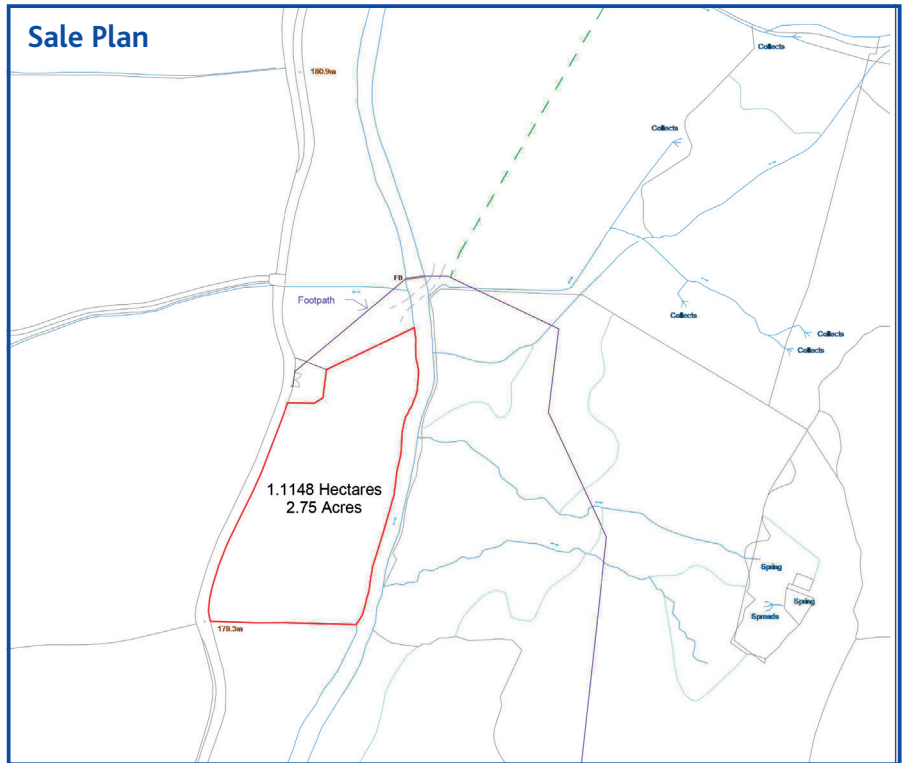 Sale Plan
Collects
180.9m
Collects
FB
Footpath
Collects
Collects
Collects
1.1148 Hectares
2.75 Acres
Spring
Spring
Spreads
178.3m